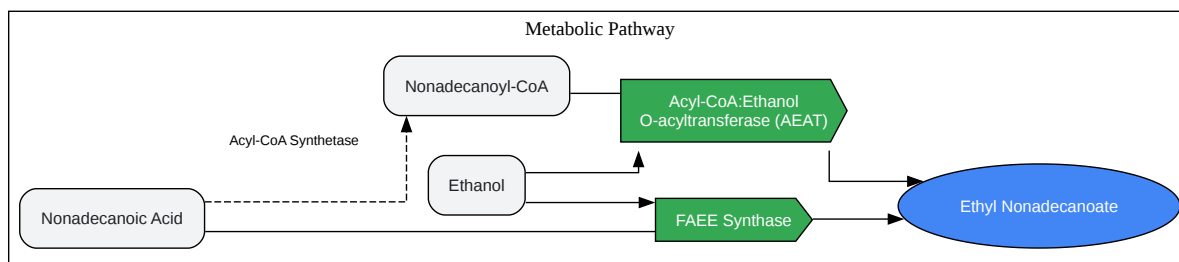 Metabolic Pathway
Nonadecanoyl-CoA
Acyl-CoA:Ethanol
O-acyltransferase (AEAT)
Acyl-CoA Synthetase
Ethanol
Nonadecanoic Acid
FAEE Synthase
Ethyl Nonadecanoate